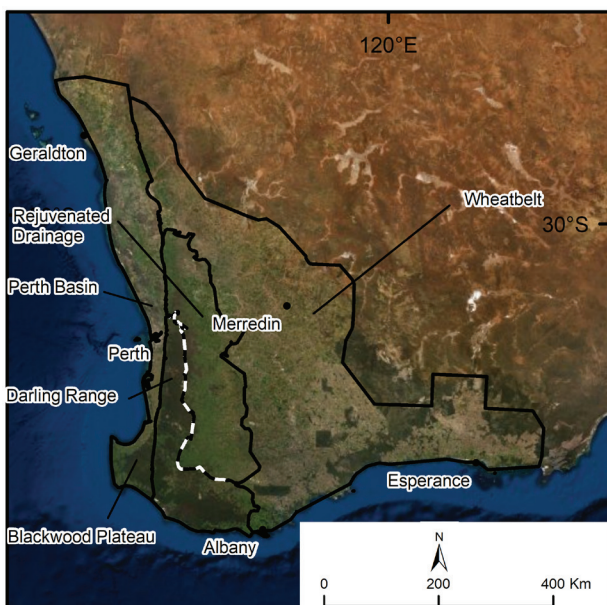 120°E
Geraldton
Wheatbelt
Rejuvenated
Drainage
30°S
Perth Basin
Merredin
Perth
Darling Range
Esperance
Blackwood Plateau
Albany
N
0 200 400 Km